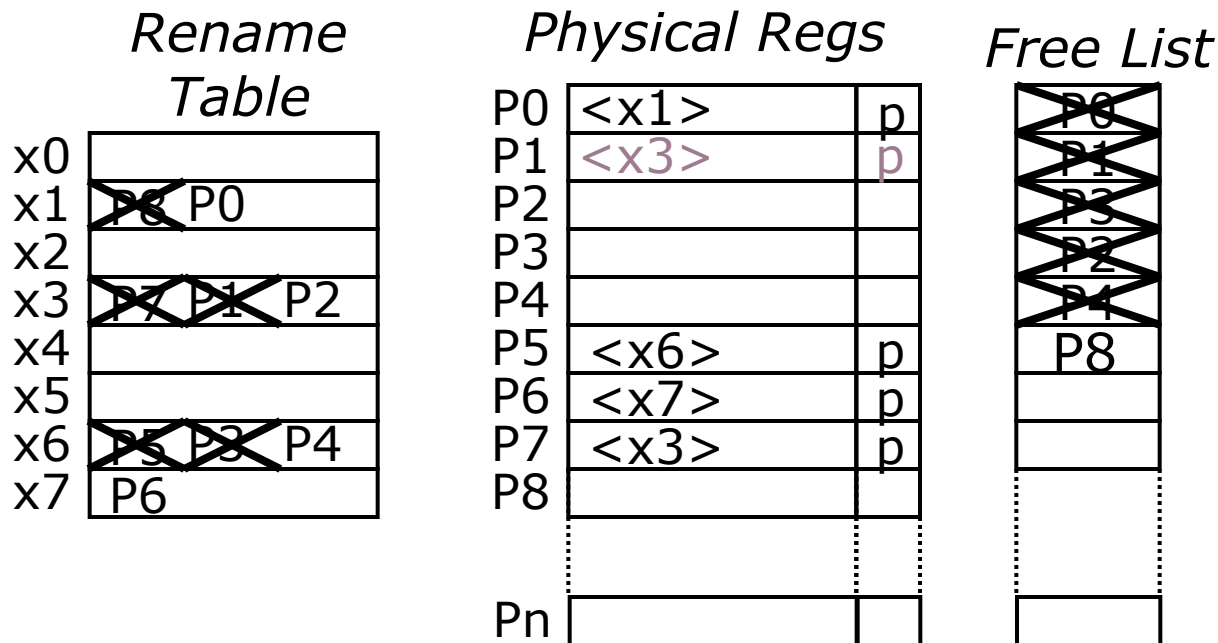 Rename
Table
x0
x1 P8 P0
x2
x3 P7 P1 P2
x4
x5
x6 P5 P3 P4
x7 P6
Physical Regs
P0 <x1> p
P1 <x3> p
P2
P3
P4
P5 <x6> p
P6 <x7> p
P7 <x3> p
P8
Pn
Free List
P0
P1
P3
P2
P4
P8